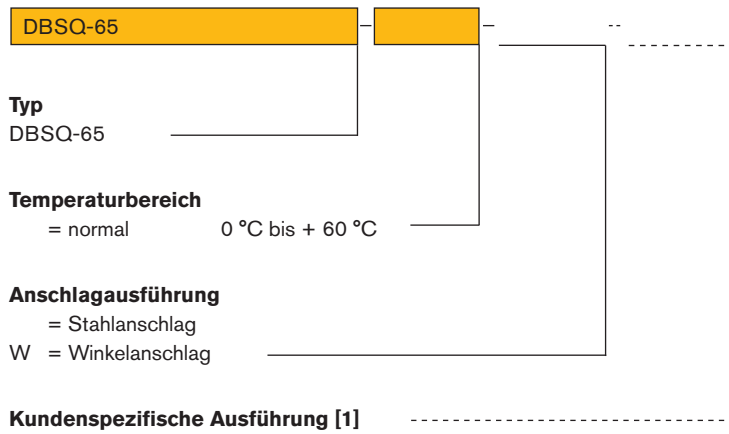 DBSQ-65 - - --
Typ
DBSQ-65
Temperaturbereich
= normal 0 °C bis + 60 °C
Anschlagausführung
= Stahlanschlag
W = Winkelanschlag
Kundenspezifische Ausführung [1]